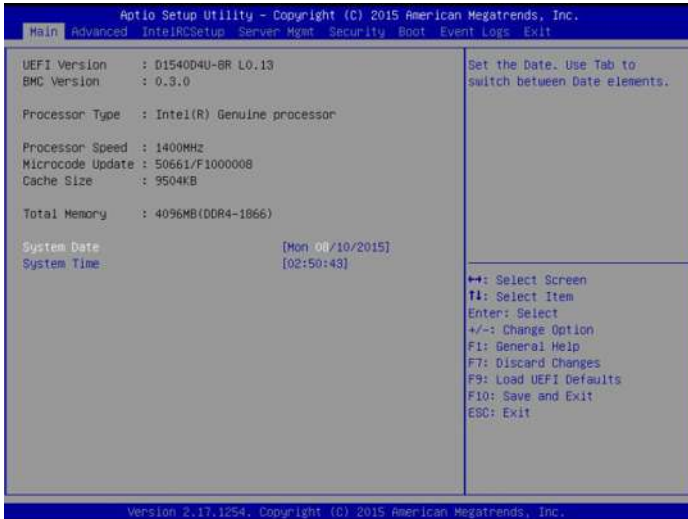 Aptio Setup Utility - Copyright (C) 2015 American Megatrends, Inc.
Main Advanced IntelRCSetup Server Mgmt Security Boot Event Logs Exit
UEFI Version : D1540D4U-8R L0.13
BMC Version : 0.3.0
Processor Type : Intel(R) Genuine processor
Processor Speed : 1400MHz
Microcode Update : 50661/F1000008
Cache Size : 9504KB
Total Memory : 4096MB(DDR4-1866)
System Date [Mon 08/10/2015]
System Time [02:50:43]
Set the Date. Use Tab to
switch between Date elements.
↔: Select Screen
↑↓: Select Item
Enter: Select
+/-: Change Option
F1: General Help
F7: Discard Changes
F9: Load UEFI Defaults
F10: Save and Exit
ESC: Exit
Version 2.17.1254. Copyright (C) 2015 American Megatrends, Inc.